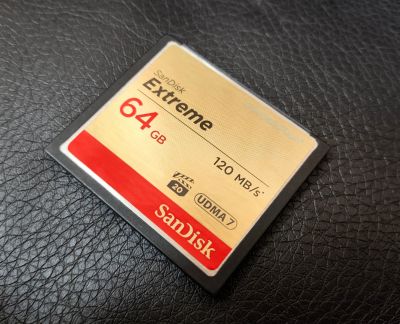 SanDisk
Extreme
64 GB
120 MB/s*
20
UDMA 7
SanDisk